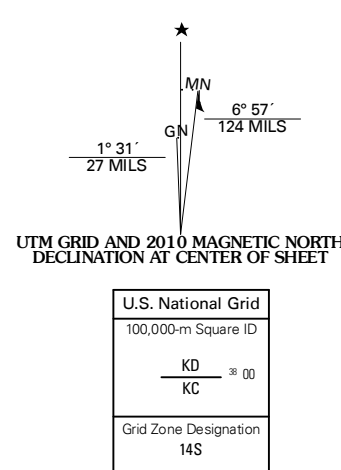 ★
MN
6° 57´
124 MILS
GN
1° 31´
27 MILS
UTM GRID AND 2010 MAGNETIC NORTH
DECLINATION AT CENTER OF SHEET
U.S. National Grid
100,000-m Square ID
KD
38 00
KC
Grid Zone Designation
14S